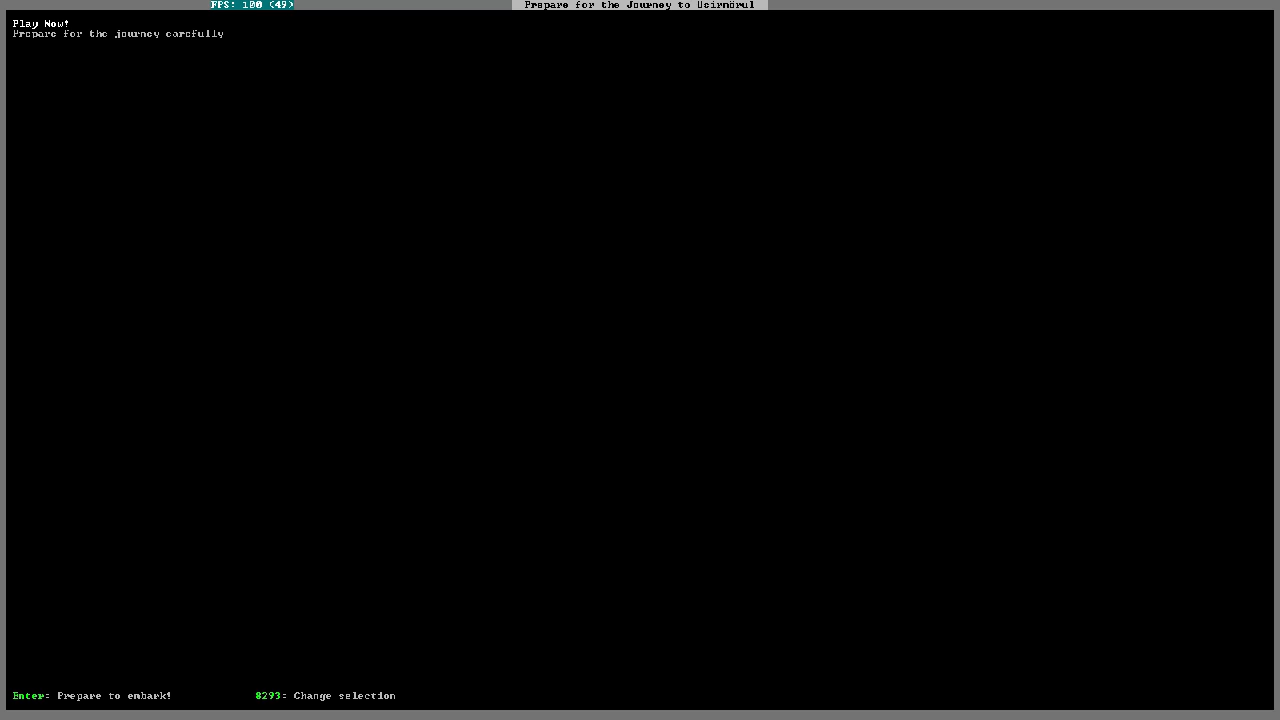 FPS: 100 (49)
Prepare for the Journey to Usirnörul
Play Now!
Prepare for the journey carefully
Enter: Prepare to embark!
8293: Change selection